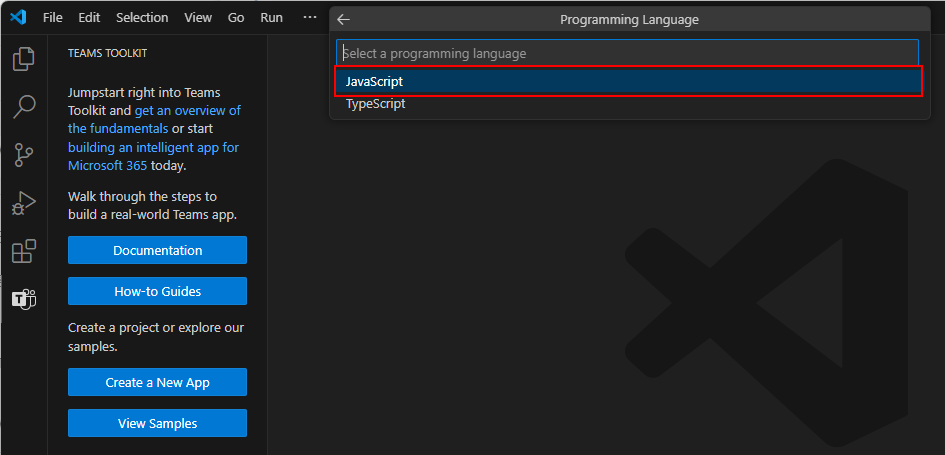 File Edit Selection View Go Run ···
Programming Language
Select a programming language
JavaScript
TypeScript
TEAMS TOOLKIT
Jumpstart right into Teams
Toolkit and get an overview of
the fundamentals or start
building an intelligent app for
Microsoft 365 today.
Walk through the steps to
build a real-world Teams app.
Documentation
How-to Guides
Create a project or explore our
samples.
Create a New App
View Samples